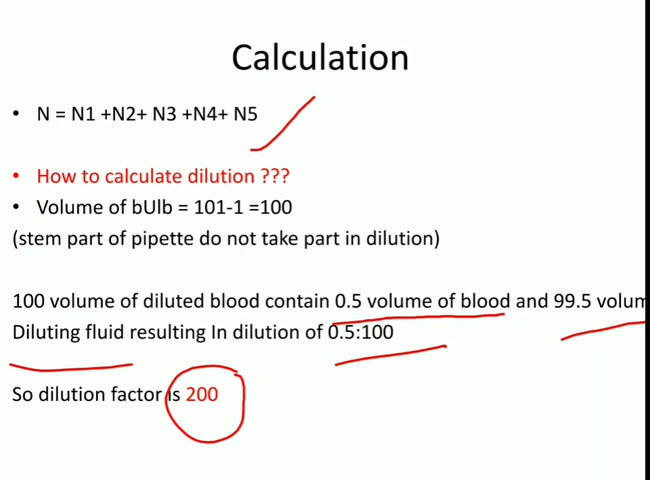 Calculation
• N = N1 +N2+ N3 +N4+ N5
• How to calculate dilution ???
• Volume of bUlb = 101-1 =100
(stem part of pipette do not take part in dilution)
100 volume of diluted blood contain 0.5 volume of blood and 99.5 volum
Diluting fluid resulting In dilution of 0.5:100
So dilution factor is 200